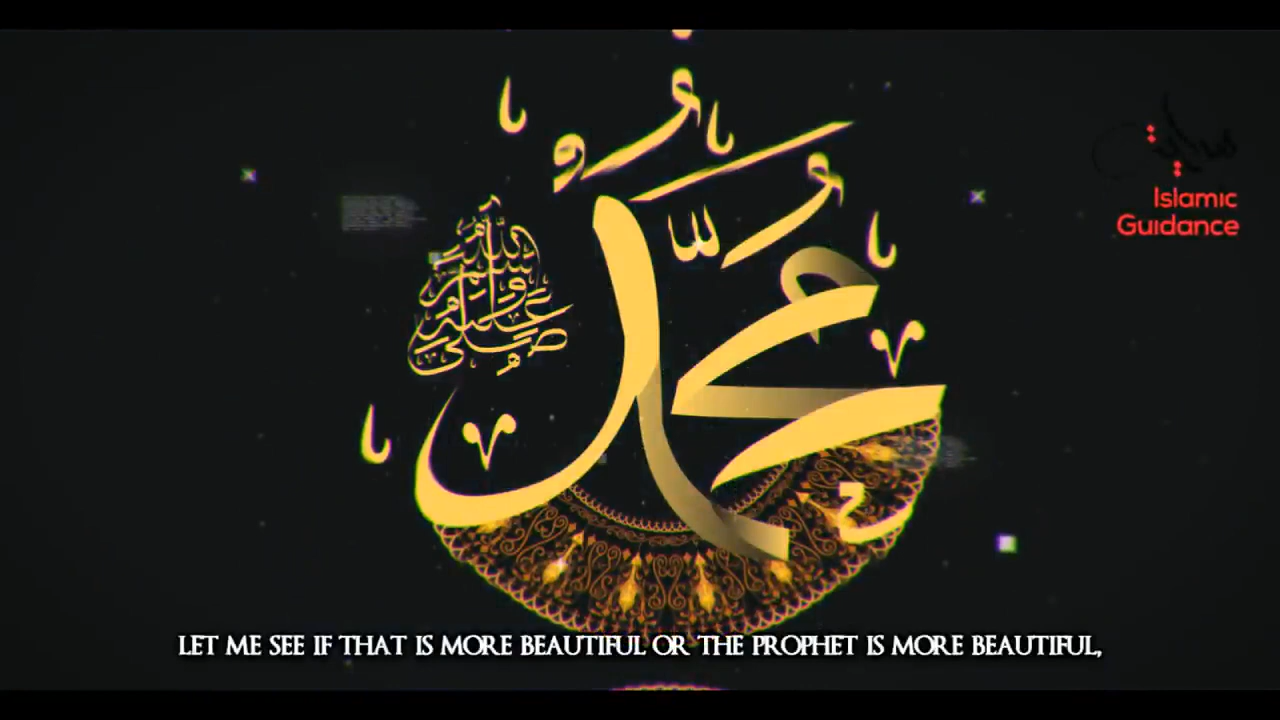 محمد
صلى الله عليه وسلم
Islamic
Guidance
LET ME SEE IF THAT IS MORE BEAUTIFUL OR THE PROPHET IS MORE BEAUTIFUL,